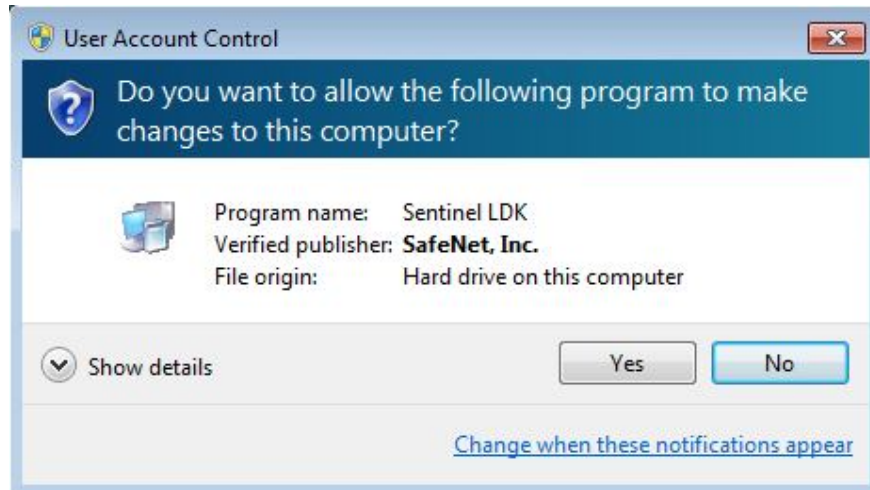 User Account Control
Do you want to allow the following program to make
changes to this computer?
Program name: Sentinel LDK
Verified publisher: SafeNet, Inc.
File origin: Hard drive on this computer
Show details
Yes
No
Change when these notifications appear